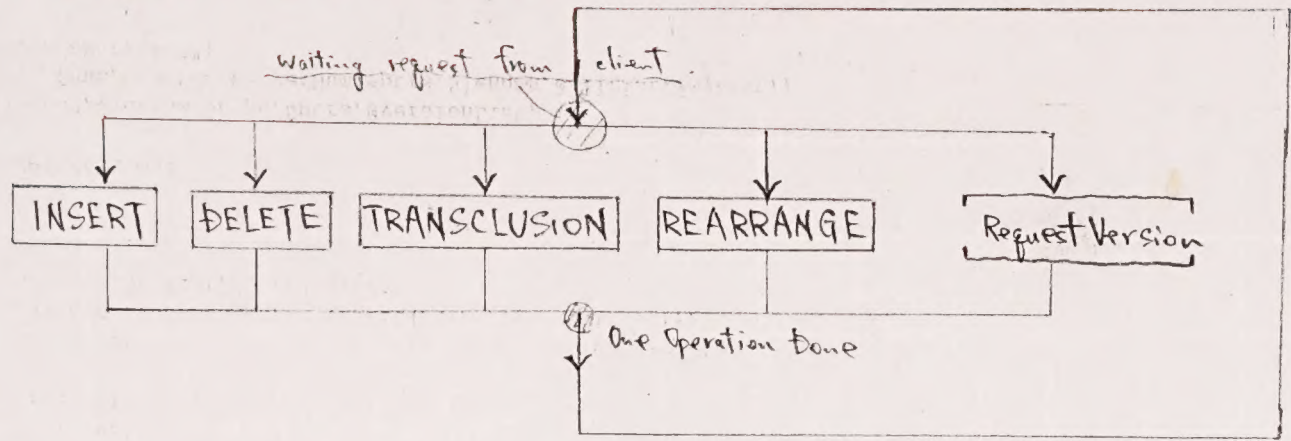 waiting request from client.
INSERT
DELETE
TRANSCLUSION
REARRANGE
Request Version
One Operation Done